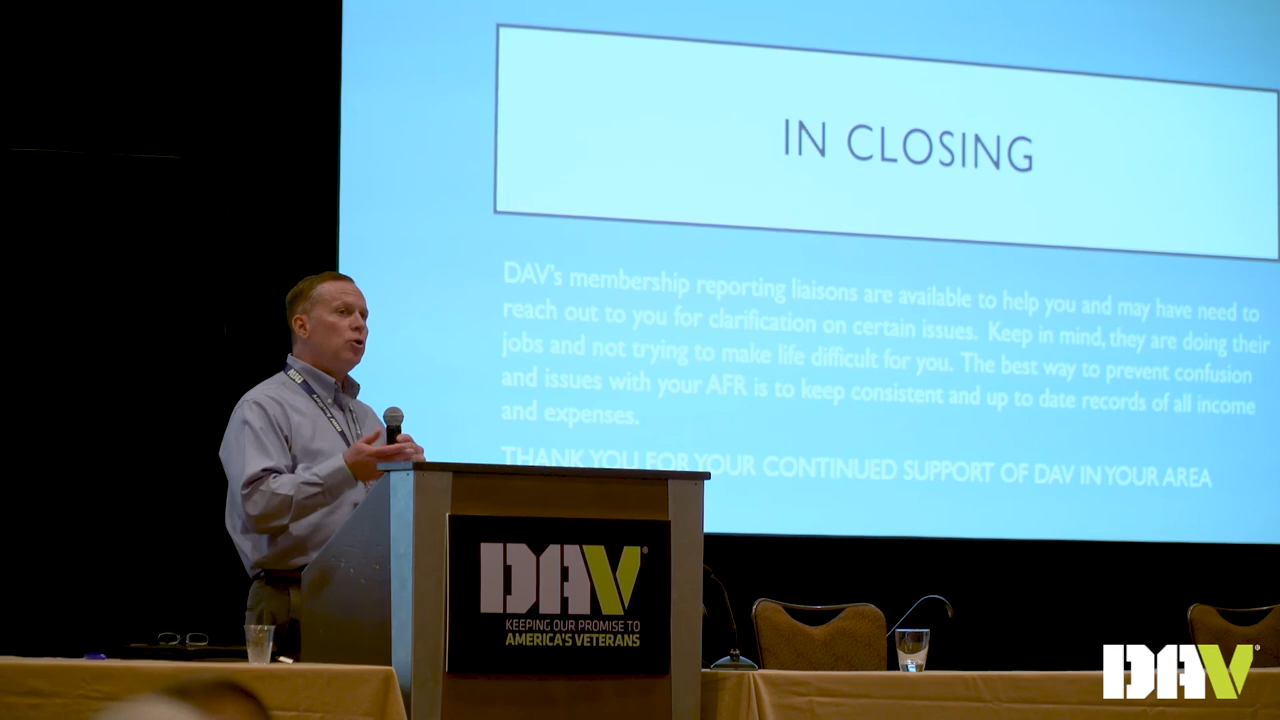 IN CLOSING
DAV's membership reporting liaisons are available to help you and may have need to
reach out to you for clarification on certain issues. Keep in mind, they are doing their
jobs and not trying to make life difficult for you. The best way to prevent confusion
and issues with your AFR is to keep consistent and up to date records of all income
and expenses.
THANK YOU FOR YOUR CONTINUED SUPPORT OF DAV IN YOUR AREA
DAV®
KEEPING OUR PROMISE TO
AMERICA'S VETERANS
DAV®